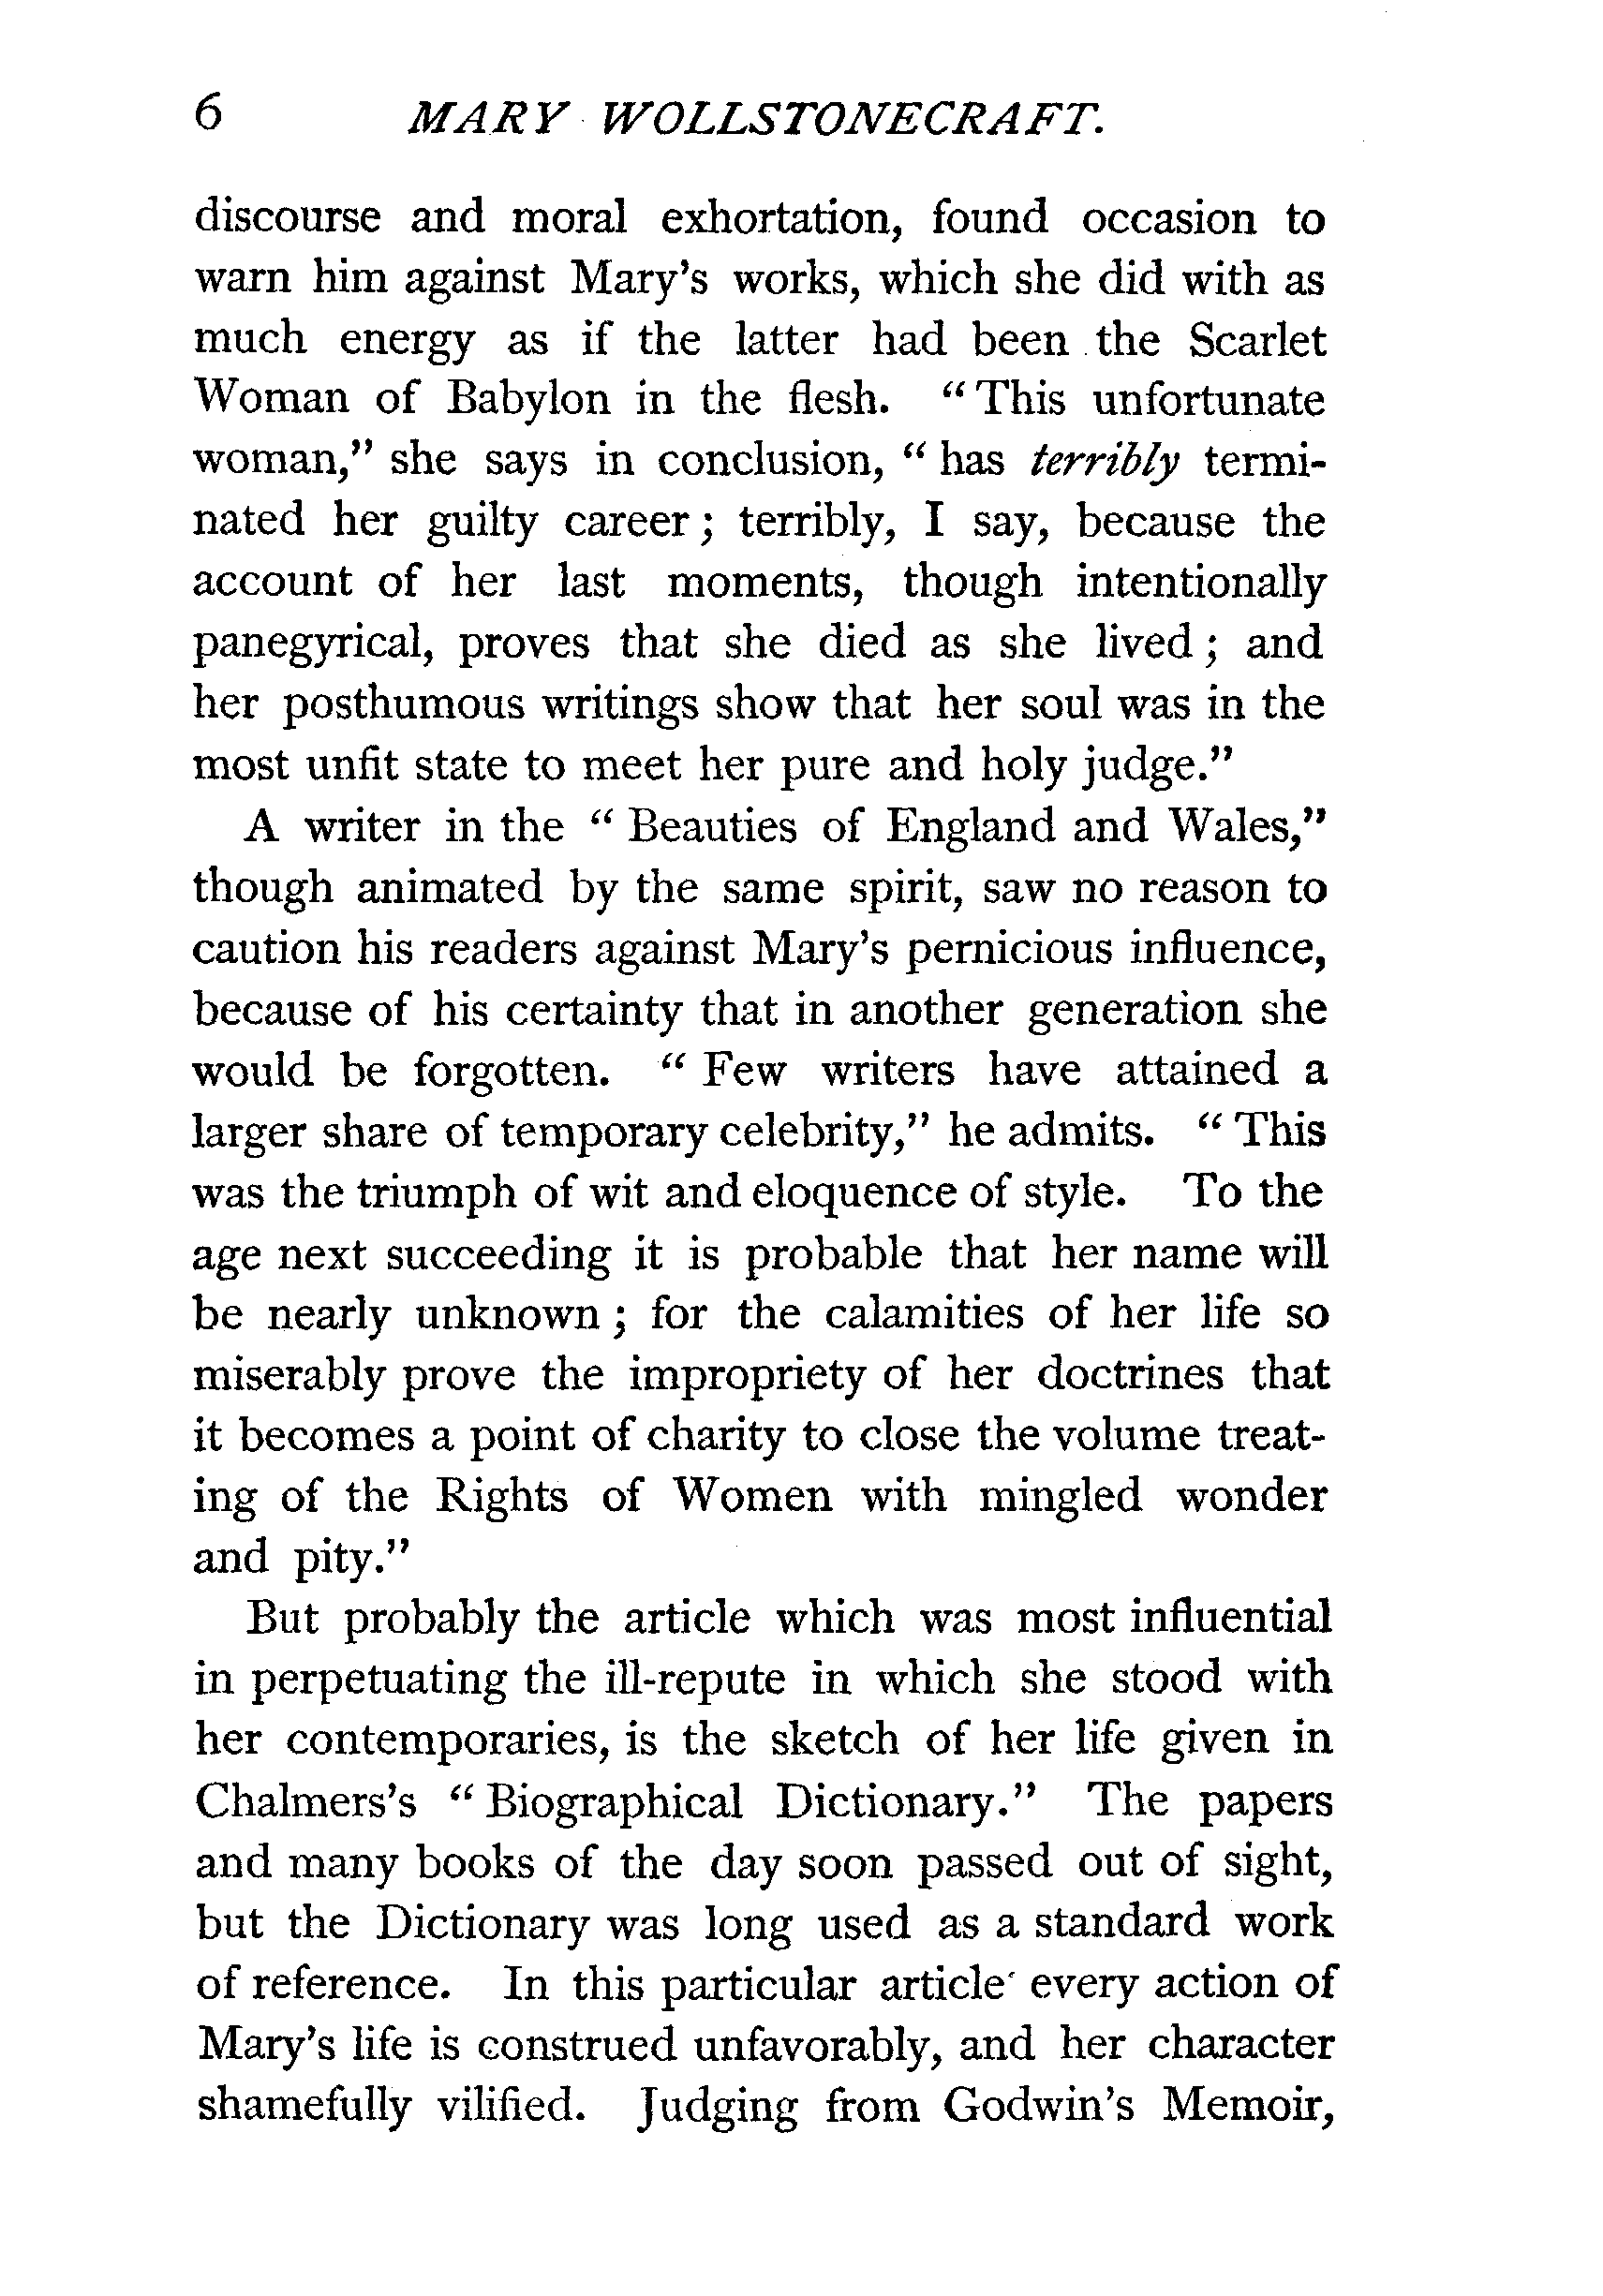 6 MARY WOLLSTONECRAFT.
discourse and moral exhortation, found occasion to
warn him against Mary's works, which she did with as
much energy as if the latter had been the Scarlet
Woman of Babylon in the flesh. "This unfortunate
woman," she says in conclusion, "has terribly termi-
nated her guilty career; terribly, I say, because the
account of her last moments, though intentionally
panegyrical, proves that she died as she lived; and
her posthumous writings show that her soul was in the
most unfit state to meet her pure and holy judge."
A writer in the "Beauties of England and Wales,"
though animated by the same spirit, saw no reason to
caution his readers against Mary's pernicious influence,
because of his certainty that in another generation she
would be forgotten. "Few writers have attained a
larger share of temporary celebrity," he admits. "This
was the triumph of wit and eloquence of style. To the
age next succeeding it is probable that her name will
be nearly unknown; for the calamities of her life so
miserably prove the impropriety of her doctrines that
it becomes a point of charity to close the volume treat-
ing of the Rights of Women with mingled wonder
and pity."
But probably the article which was most influential
in perpetuating the ill-repute in which she stood with
her contemporaries, is the sketch of her life given in
Chalmers's "Biographical Dictionary." The papers
and many books of the day soon passed out of sight,
but the Dictionary was long used as a standard work
of reference. In this particular article every action of
Mary's life is construed unfavorably, and her character
shamefully vilified. Judging from Godwin's Memoir,